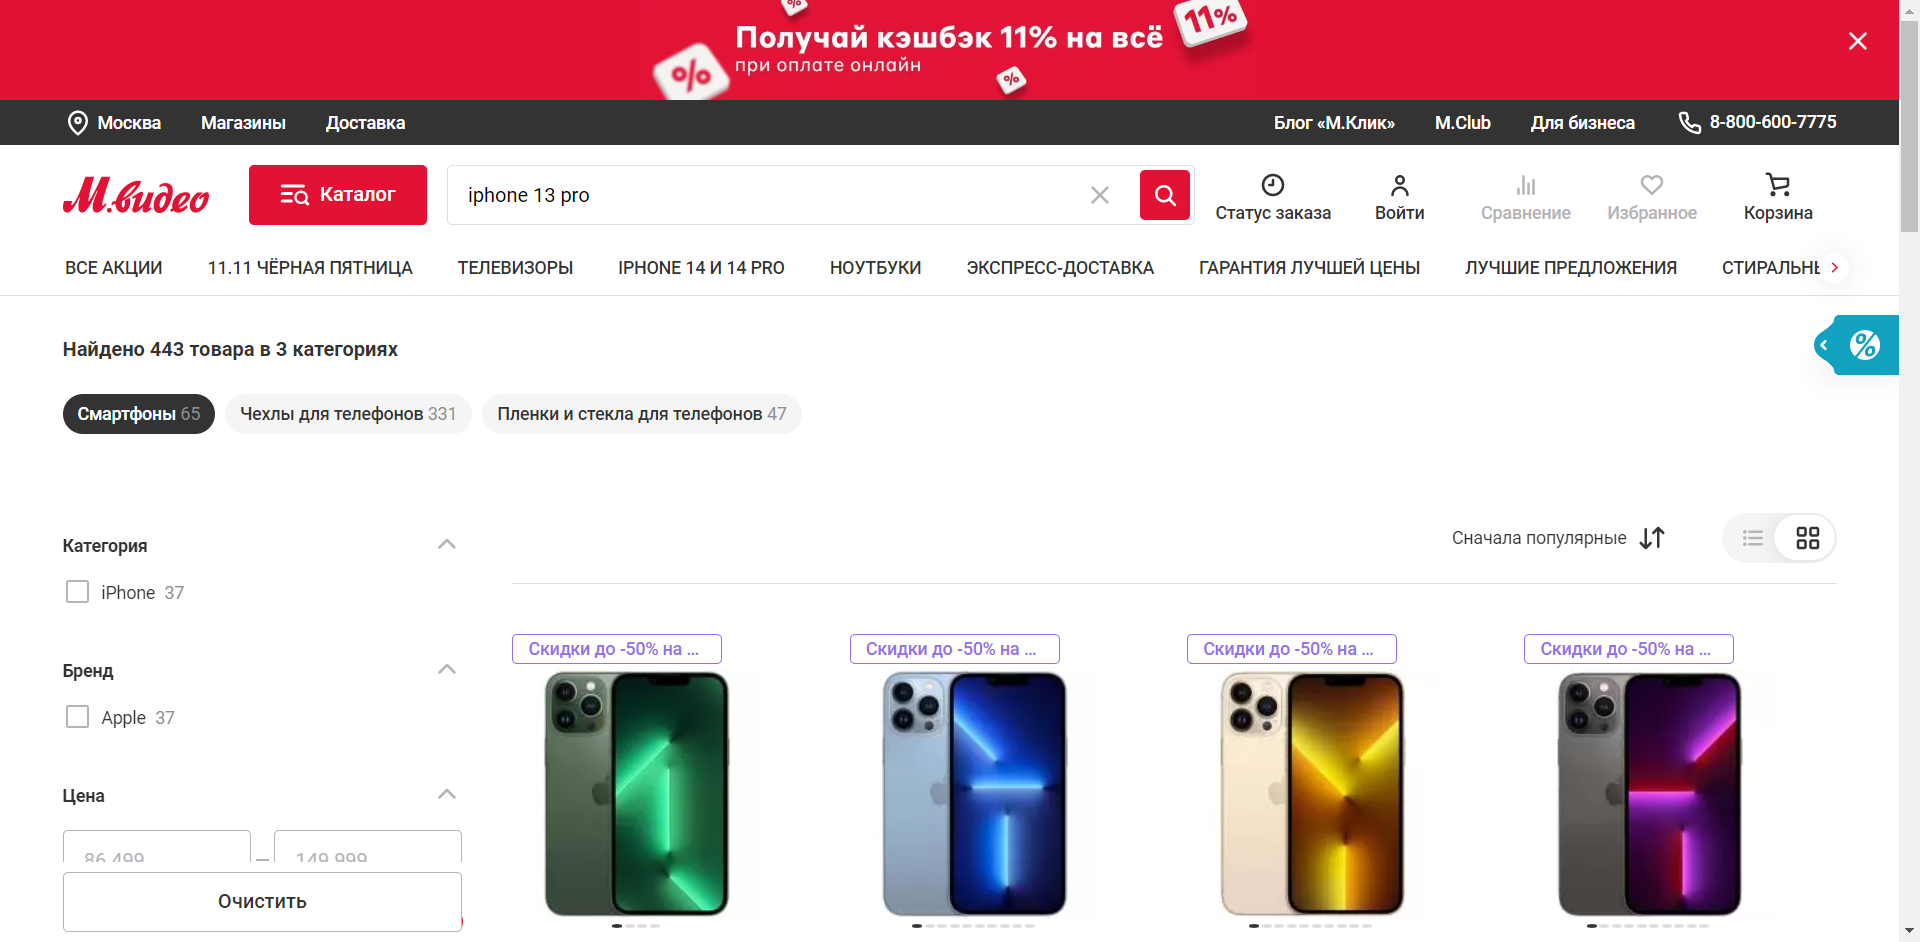 %
Получай кэшбэк 11% на всё
11%
при оплате онлайн
%
%
Москва Магазины Доставка Блог «М.Клик» M.Club Для бизнеса 8-800-600-7775
М.видео Каталог iphone 13 pro Статус заказа Войти Сравнение Избранное Корзина
ВСЕ АКЦИИ 11.11 ЧЁРНАЯ ПЯТНИЦА ТЕЛЕВИЗОРЫ IPHONE 14 И 14 PRO НОУТБУКИ ЭКСПРЕСС-ДОСТАВКА ГАРАНТИЯ ЛУЧШЕЙ ЦЕНЫ ЛУЧШИЕ ПРЕДЛОЖЕНИЯ СТИРАЛЬНЫ
%
Найдено 443 товара в 3 категориях
Смартфоны 65 Чехлы для телефонов 331 Пленки и стекла для телефонов 47
Сначала популярные
Категория
iPhone 37
Скидки до -50% на ... Скидки до -50% на ... Скидки до -50% на ... Скидки до -50% на ...
Бренд
Apple 37
Цена
86 499 – 149 999
Очистить